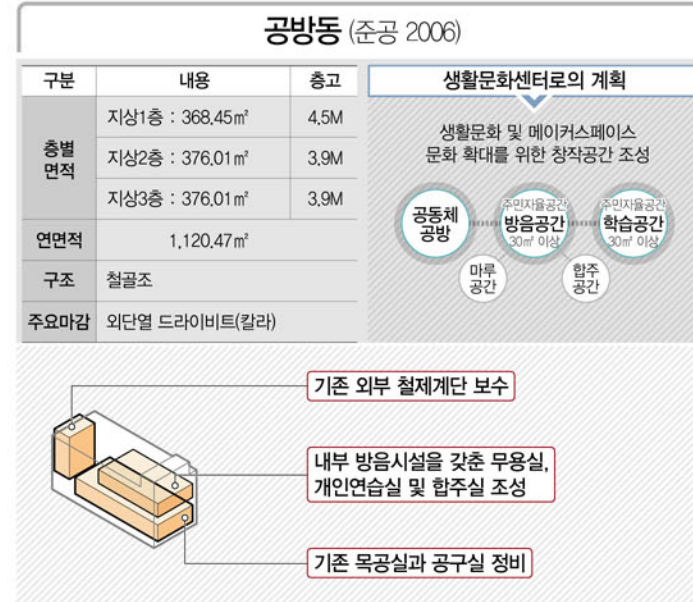 공방동 (준공 2006)
구분 내용 층고
층별
면적
지상1층 : 368.45㎡ 4.5M
지상2층 : 376.01㎡ 3.9M
지상3층 : 376.01㎡ 3.9M
연면적 1,120.47㎡
구조 철골조
주요마감 외단열 드라이비트(칼라)
생활문화센터로의 계획
생활문화 및 메이커스페이스
문화 확대를 위한 창작공간 조성
공동체
공방
주민자율공간
방음공간
30㎡ 이상
주민자율공간
학습공간
30㎡ 이상
마루
공간
합주
공간
기존 외부 철제계단 보수
내부 방음시설을 갖춘 무용실,
개인연습실 및 합주실 조성
기존 목공실과 공구실 정비